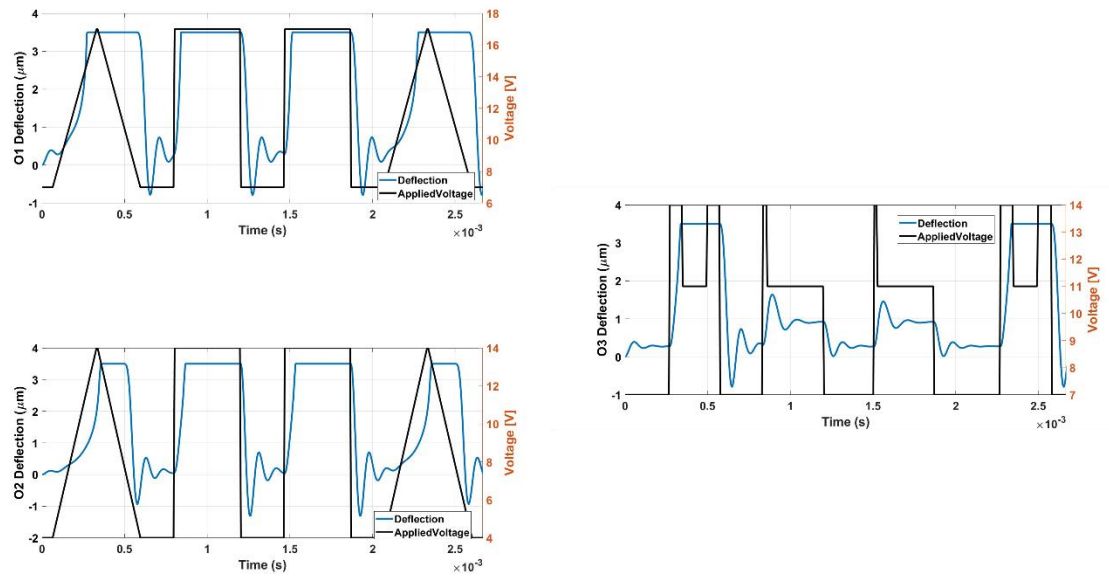 O1 Deflection (μm)
4
3
2
1
0
-1
18
16
14
12
10
8
6
Voltage [V]
Deflection
AppliedVoltage
0 0.5 1 1.5 2 2.5
Time (s)
×10⁻³
O3 Deflection (μm)
4
3
2
1
0
-1
14
13
12
11
10
9
8
7
Voltage [V]
Deflection
AppliedVoltage
0 0.5 1 1.5 2 2.5
Time (s)
×10⁻³
O2 Deflection (μm)
4
3
2
1
0
-1
-2
14
12
10
8
6
4
Voltage [V]
Deflection
AppliedVoltage
0 0.5 1 1.5 2 2.5
Time (s)
×10⁻³